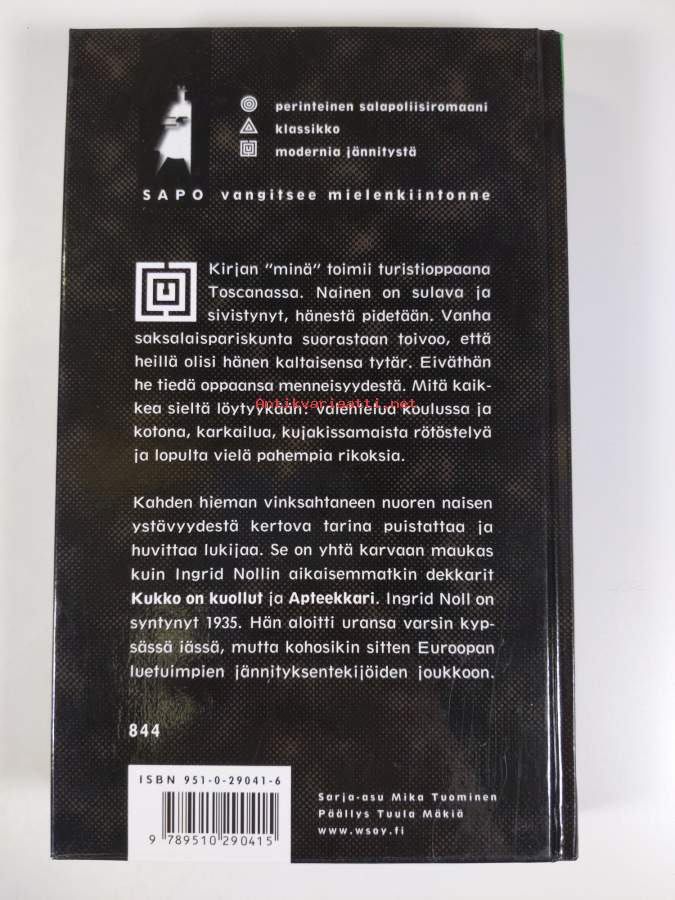 perinteinen salapoliisiromaani
klassikko
modernia jännitystä
SAPO vangitsee mielenkiintonne
Kirjan "minä" toimii turistioppaana
Toscanassa. Nainen on sulava ja
sivistynyt, hänestä pidetään. Vanha
saksalaispariskunta suorastaan toivoo, että
heillä olisi hänen kaltaisensa tytär. Eiväthän
he tiedä oppaansa menneisyydestä. Mitä kaik-
kea sieltä löytyykään: valehtelua koulussa ja
Antikvariaatti.net
kotona, karkailua, kujakissamaista rötöstelyä
ja lopulta vielä pahempia rikoksia.
Kahden hieman vinksahtaneen nuoren naisen
ystävyydestä kertova tarina puistattaa ja
huvittaa lukijaa. Se on yhtä karvaan maukas
kuin Ingrid Nollin aikaisemmatkin dekkarit
Kukko on kuollut ja Apteekkari. Ingrid Noll on
syntynyt 1935. Hän aloitti uransa varsin kyp-
sässä iässä, mutta kohosikin sitten Euroopan
luetuimpien jännityksentekijöiden joukkoon.
844
ISBN 951-0-29041-6
9 789510 290415
Sarja-asu Mika Tuominen
Päällys Tuula Mäkiä
www.wsoy.fi